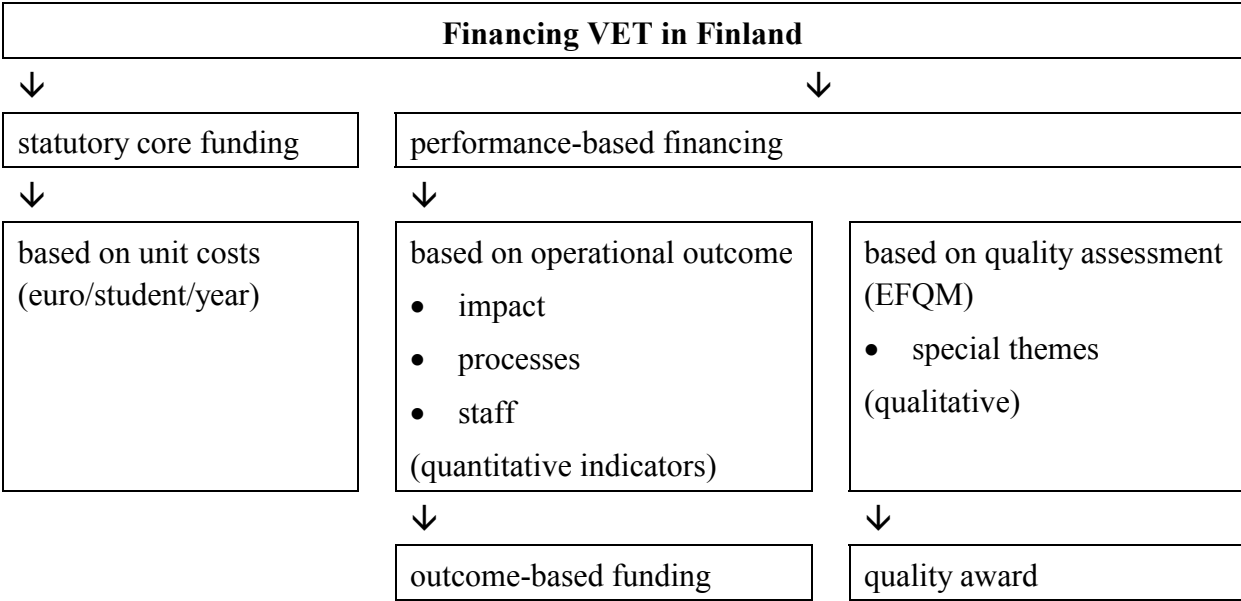 Financing VET in Finland
↓
↓
statutory core funding
performance-based financing
↓
↓
based on unit costs
(euro/student/year)
based on operational outcome
• impact
• processes
• staff
(quantitative indicators)
based on quality assessment
(EFQM)
• special themes
(qualitative)
↓
↓
outcome-based funding
quality award